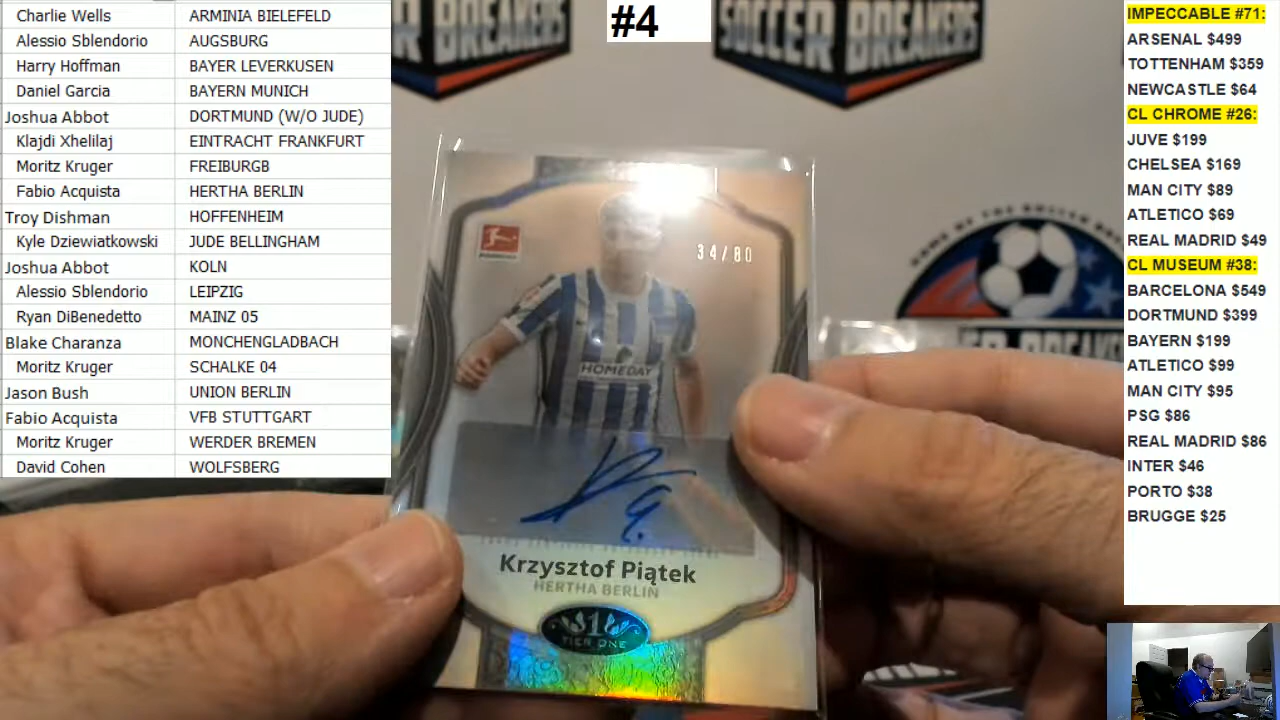 Charlie Wells ARMINIA BIELEFELD
Alessio Sblendorio AUGSBURG
Harry Hoffman BAYER LEVERKUSEN
Daniel Garcia BAYERN MUNICH
Joshua Abbot DORTMUND (W/O JUDE)
Klajdi Xhelilaj EINTRACHT FRANKFURT
Moritz Kruger FREIBURGB
Fabio Acquista HERTHA BERLIN
Troy Dishman HOFFENHEIM
Kyle Dziewiatkowski JUDE BELLINGHAM
Joshua Abbot KOLN
Alessio Sblendorio LEIPZIG
Ryan DiBenedetto MAINZ 05
Blake Charanza MONCHENGLADBACH
Moritz Kruger SCHALKE 04
Jason Bush UNION BERLIN
Fabio Acquista VFB STUTTGART
Moritz Kruger WERDER BREMEN
David Cohen WOLFSBERG
#4
SOCCER BREAKERS
34/80
HOMEDAY
Krzysztof Piątek
HERTHA BERLIN
1
TIER ONE
IMPECCABLE #71:
ARSENAL $499
TOTTENHAM $359
NEWCASTLE $64
CL CHROME #26:
JUVE $199
CHELSEA $169
MAN CITY $89
ATLETICO $69
REAL MADRID $49
CL MUSEUM #38:
BARCELONA $549
DORTMUND $399
BAYERN $199
ATLETICO $99
MAN CITY $95
PSG $86
REAL MADRID $86
INTER $46
PORTO $38
BRUGGE $25